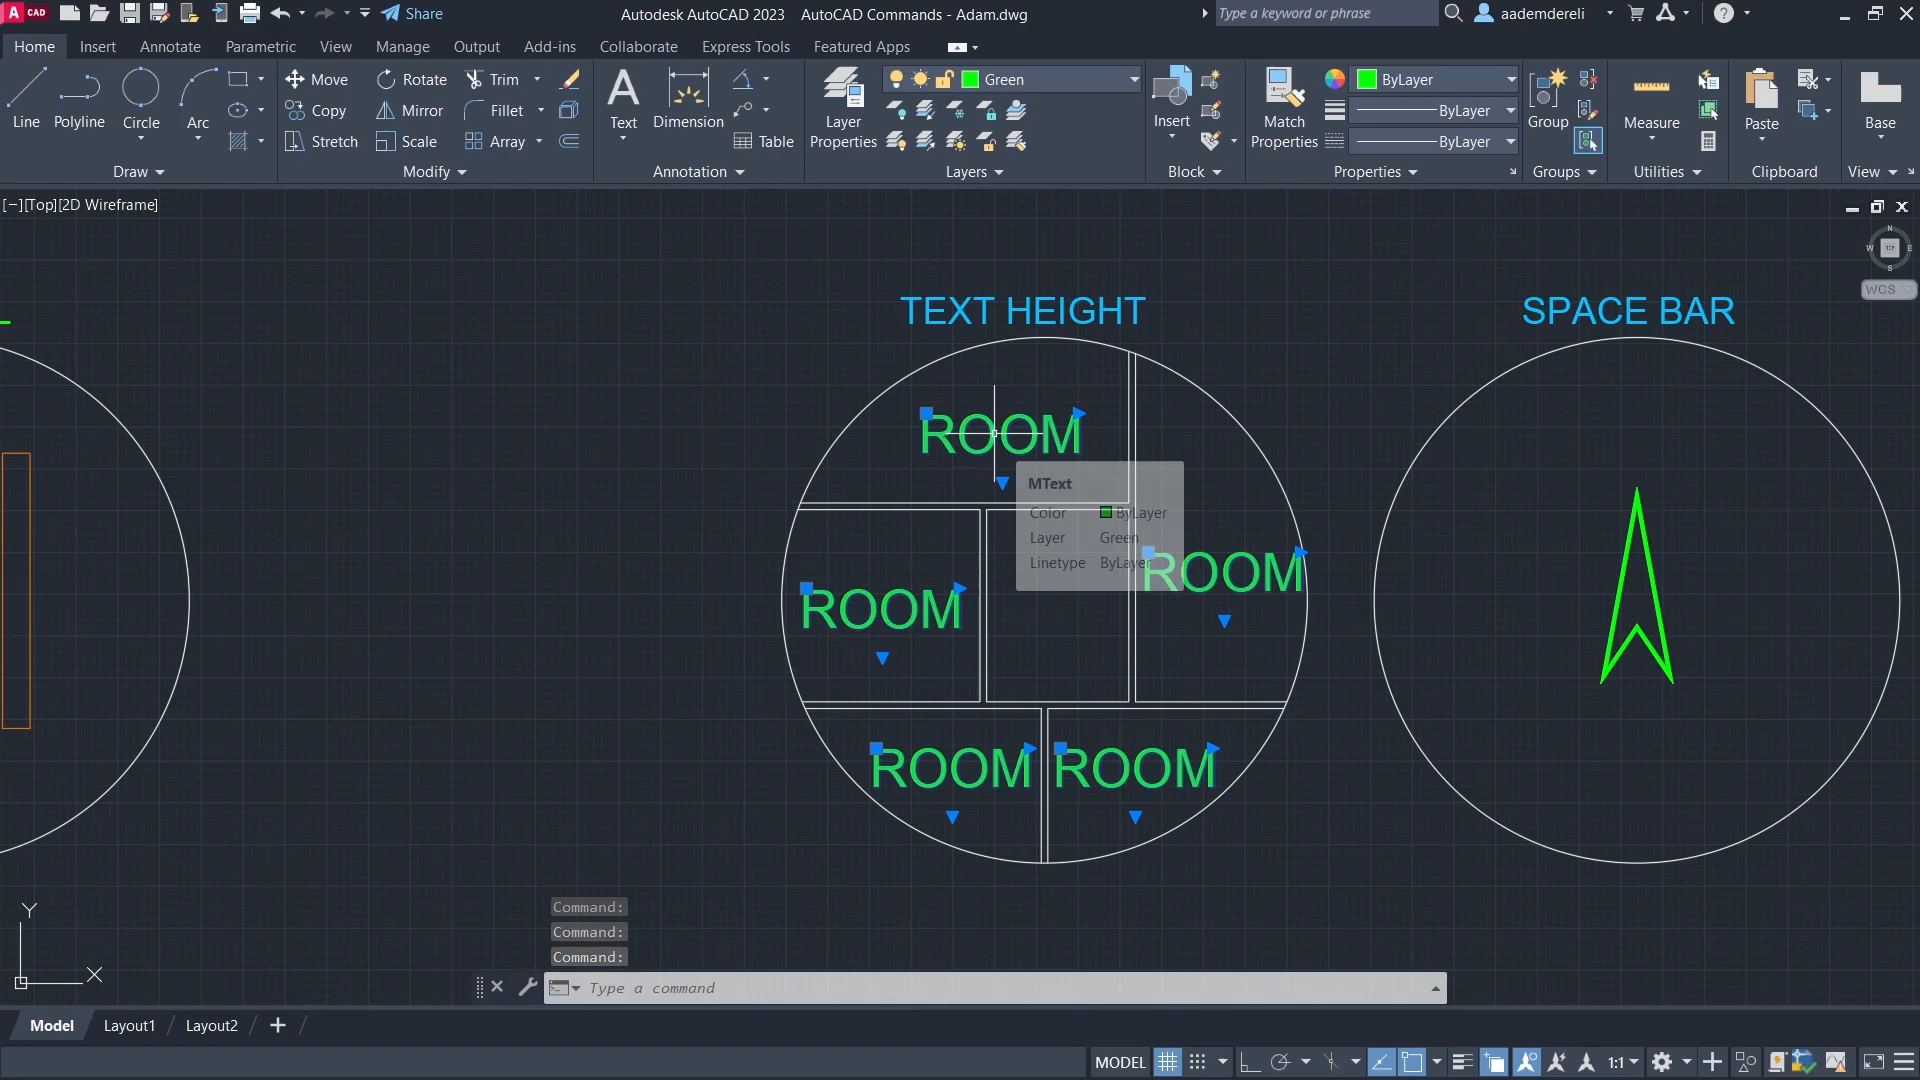 A CAD
Share
Autodesk AutoCAD 2023 AutoCAD Commands - Adam.dwg
Type a keyword or phrase
aademdereli
?
Home Insert Annotate Parametric View Manage Output Add-ins Collaborate Express Tools Featured Apps
Line Polyline Circle Arc
Draw
Move Rotate Trim
Copy Mirror Fillet
Stretch Scale Array
Modify
A
Text Dimension
Table
Annotation
Layer
Properties
Green
Layers
Insert
Block
Match
Properties
ByLayer
ByLayer
ByLayer
Properties
Group
Groups
Measure
Utilities
Paste
Clipboard
Base
View
[−][Top][2D Wireframe]
N
W E
S
WCS
TEXT HEIGHT
SPACE BAR
ROOM
MText
Color ByLayer
Layer Green
Linetype ByLayer
ROOM
ROOM
ROOM ROOM
Y
X
Command:
Command:
Command:
Type a command
Model Layout1 Layout2 +
MODEL
1:1